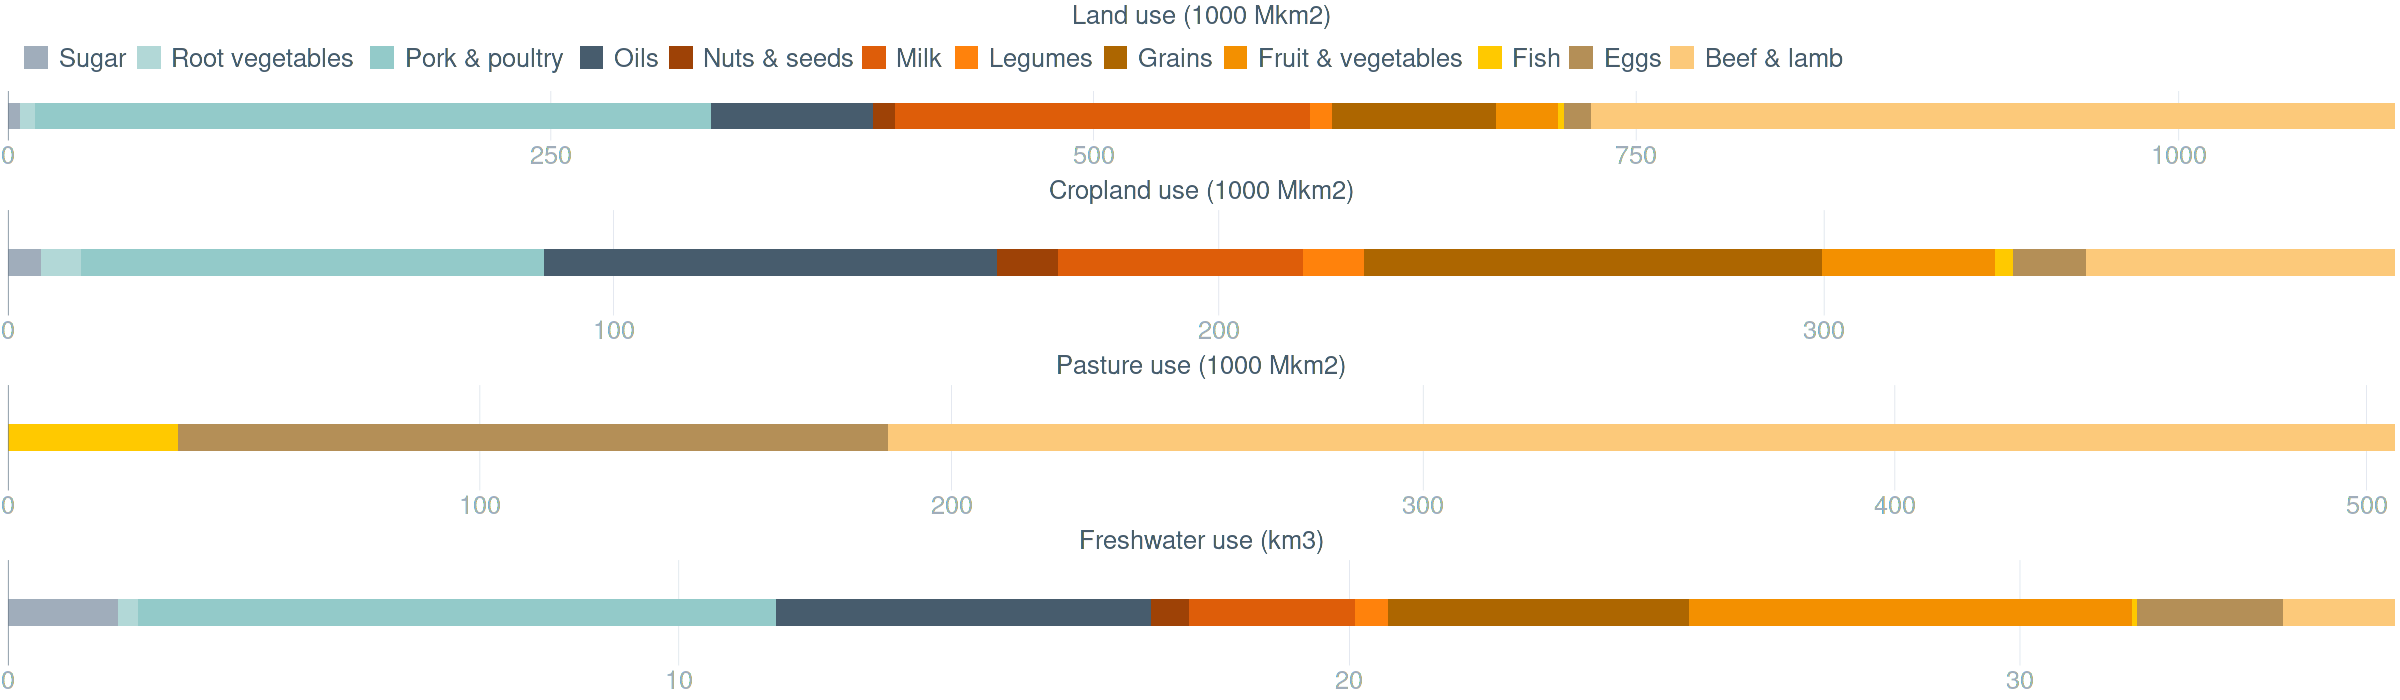 Land use (1000 Mkm2)
Sugar Root vegetables Pork & poultry Oils Nuts & seeds Milk Legumes Grains Fruit & vegetables Fish Eggs Beef & lamb
0 250 500 750 1000
Cropland use (1000 Mkm2)
0 100 200 300
Pasture use (1000 Mkm2)
0 100 200 300 400 500
Freshwater use (km3)
0 10 20 30